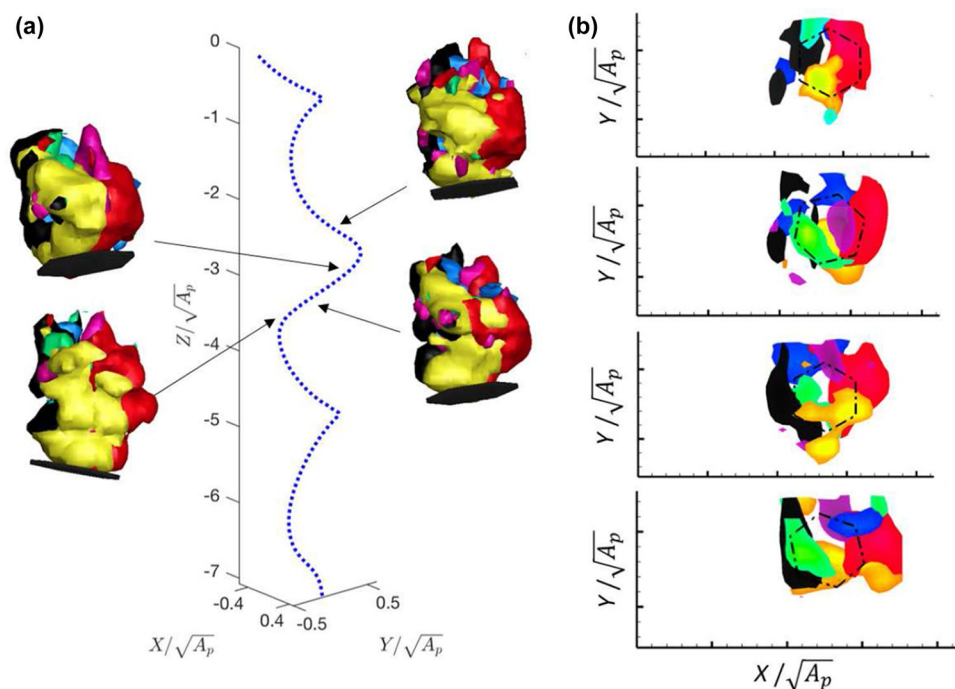 (a)
0
-1
-2
-3
-4
-5
-6
-7
Z/√A_p
-0.4
0.4
-0.5
0.5
X/√A_p
Y/√A_p
(b)
Y/√A_p
Y/√A_p
Y/√A_p
Y/√A_p
X/√A_p